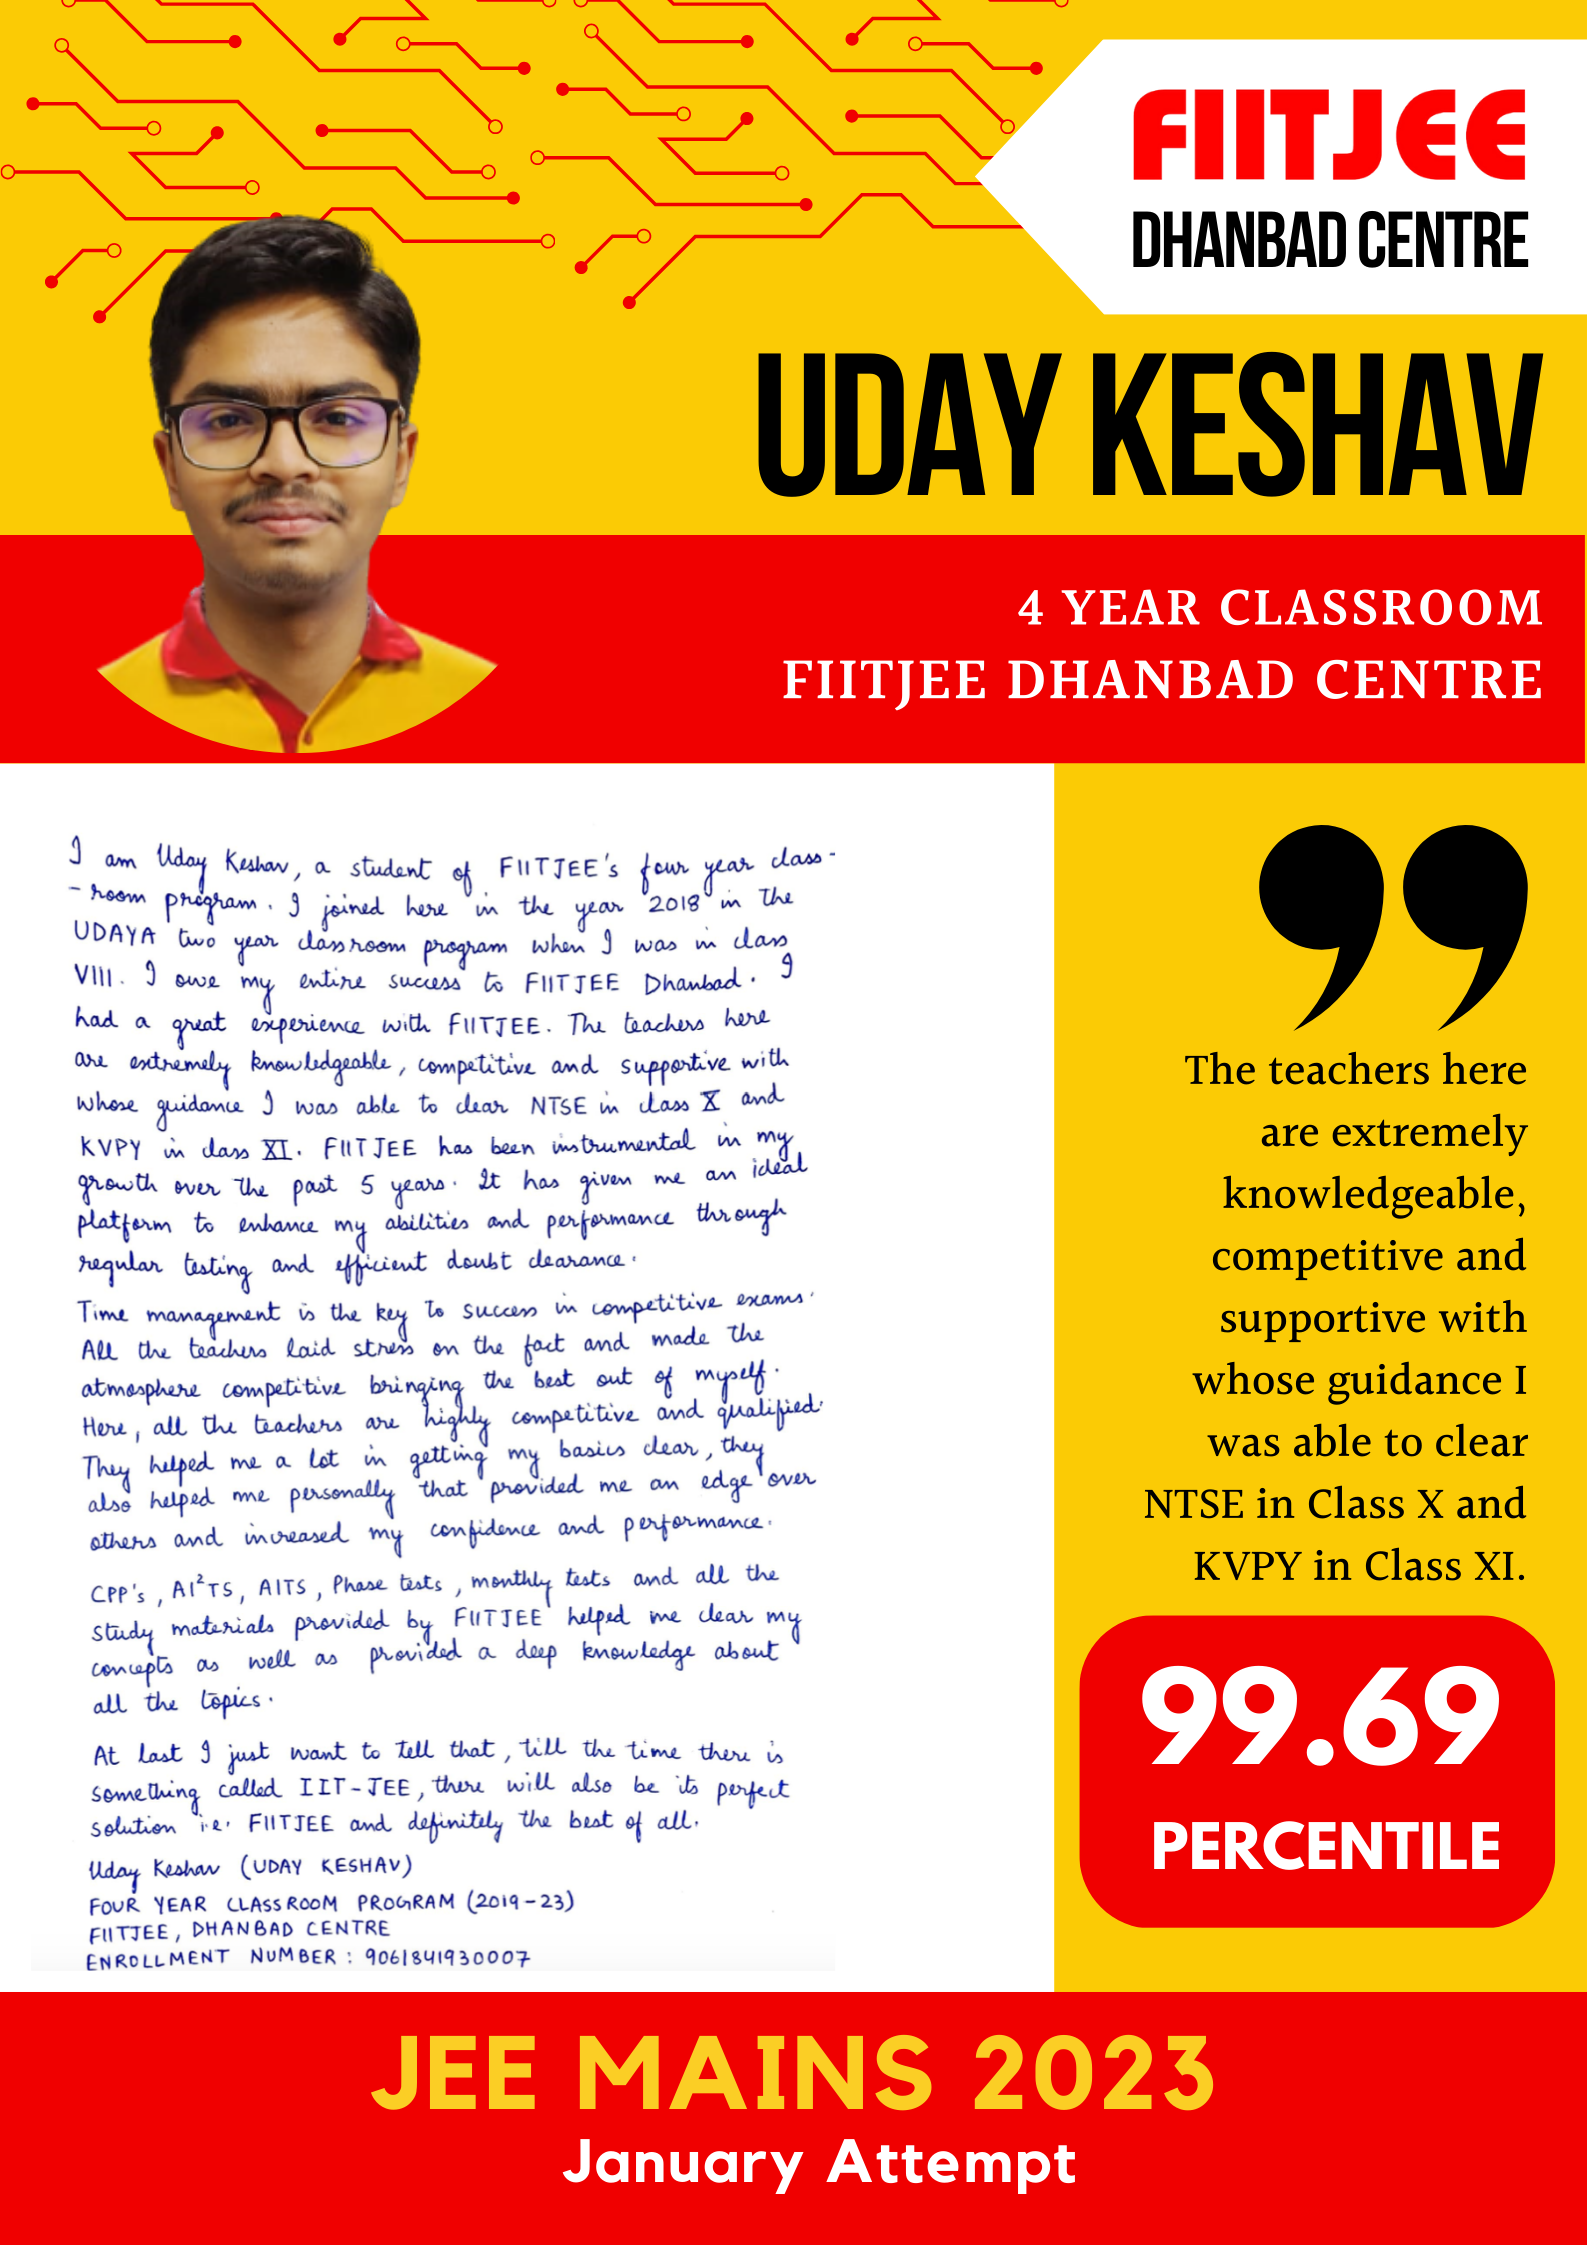 FIITJEE
DHANBAD CENTRE
UDAY KESHAV
4 YEAR CLASSROOM
FIITJEE DHANBAD CENTRE
I am Uday Keshav, a student of FIITJEE's four year class-
-room program. I joined here in the year 2018 in the
UDAYA two year classroom program when I was in class
VIII. I owe my entire success to FIITJEE Dhanbad. I
had a great experience with FIITJEE. The teachers here
are extremely knowledgeable, competitive and supportive with
whose guidance I was able to clear NTSE in class X and
KVPY in class XI. FIITJEE has been instrumental in my
growth over the past 5 years. It has given me an ideal
platform to enhance my abilities and performance through
regular testing and efficient doubt clearance.
Time management is the key to success in competitive exams.
All the teachers laid stress on the fact and made the
atmosphere competitive bringing the best out of myself.
Here, all the teachers are highly competitive and qualified.
They helped me a lot in getting my basics clear, they
also helped me personally that provided me an edge over
others and increased my confidence and performance.
CPP's, AI²TS, AITS, Phase tests, monthly tests and all the
study materials provided by FIITJEE helped me clear my
concepts as well as provided a deep knowledge about
all the topics.
At last I just want to tell that, till the time there is
something called IIT-JEE, there will also be its perfect
solution i.e. FIITJEE and definitely the best of all.
Uday Keshav (UDAY KESHAV)
FOUR YEAR CLASSROOM PROGRAM (2019-23)
FIITJEE, DHANBAD CENTRE
ENROLLMENT NUMBER : 9061841930007
”
The teachers here
are extremely
knowledgeable,
competitive and
supportive with
whose guidance I
was able to clear
NTSE in Class X and
KVPY in Class XI.
99.69
PERCENTILE
JEE MAINS 2023
January Attempt